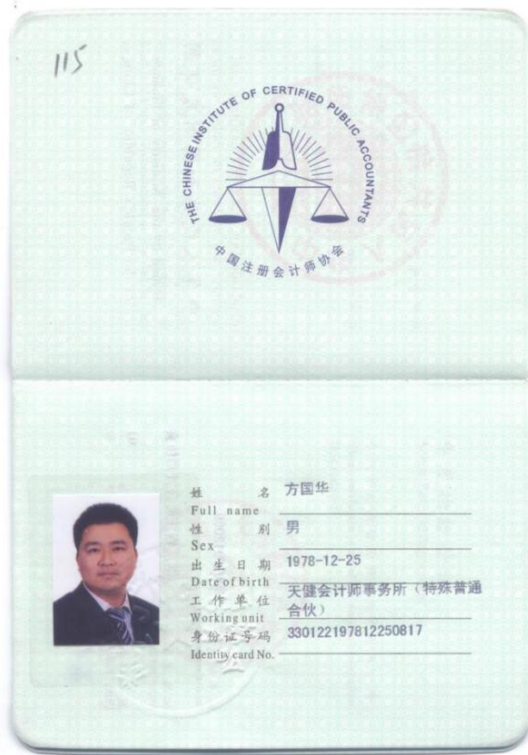 115
THE CHINESE INSTITUTE OF CERTIFIED PUBLIC ACCOUNTANTS
中国注册会计师协会
姓名 方国华
Full name
性别 男
Sex
出生日期 1978-12-25
Date of birth
工作单位 天健会计师事务所（特殊普通
合伙）
Working unit
身份证号码 330122197812250817
Identity card No.